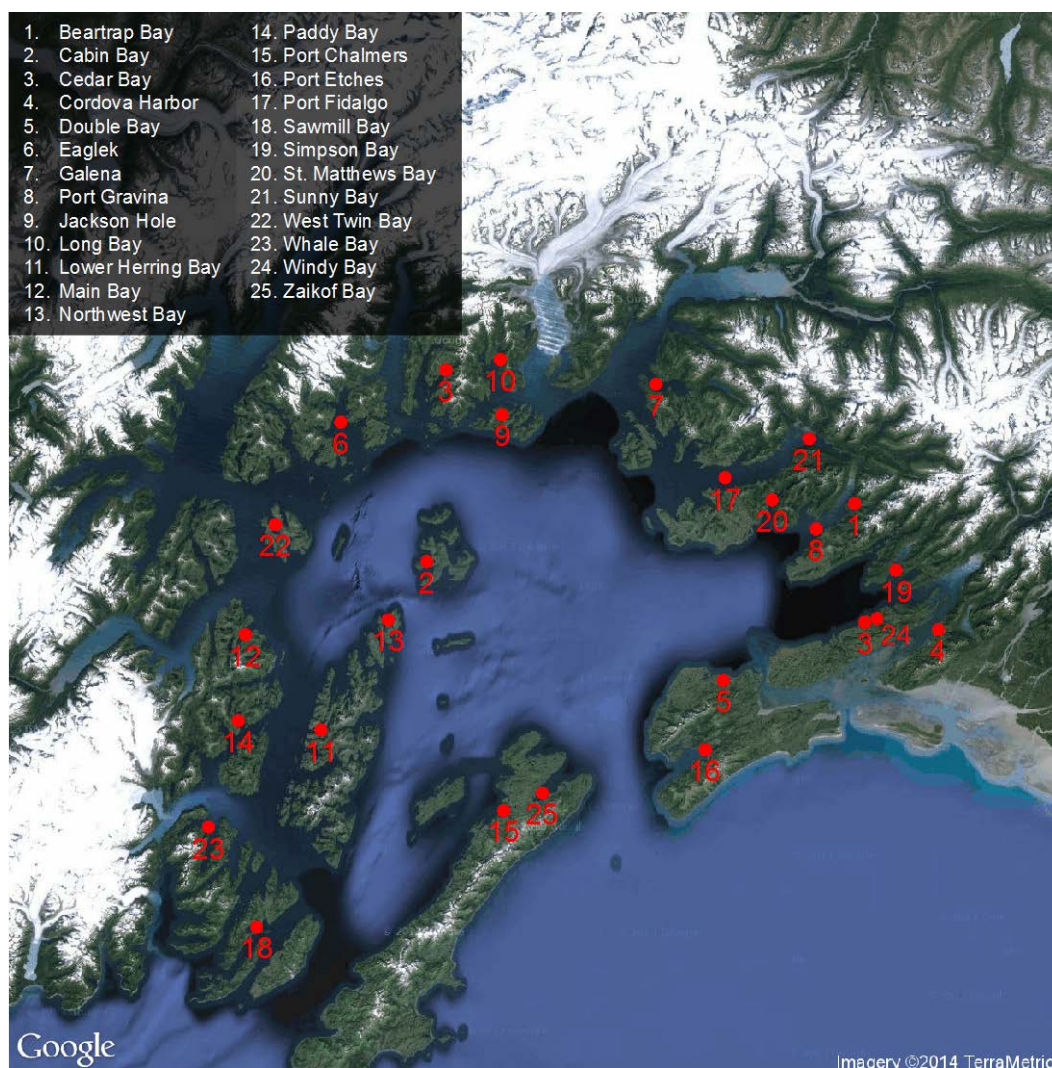 1. Beartrap Bay
2. Cabin Bay
3. Cedar Bay
4. Cordova Harbor
5. Double Bay
6. Eaglek
7. Galena
8. Port Gravina
9. Jackson Hole
10. Long Bay
11. Lower Herring Bay
12. Main Bay
13. Northwest Bay
14. Paddy Bay
15. Port Chalmers
16. Port Etches
17. Port Fidalgo
18. Sawmill Bay
19. Simpson Bay
20. St. Matthews Bay
21. Sunny Bay
22. West Twin Bay
23. Whale Bay
24. Windy Bay
25. Zaikof Bay
3
10
7
9
6
21
17
20
1
8
22
2
19
13
3
24
4
12
5
14
11
16
25
15
23
18
Google
Imagery ©2014 TerraMetric